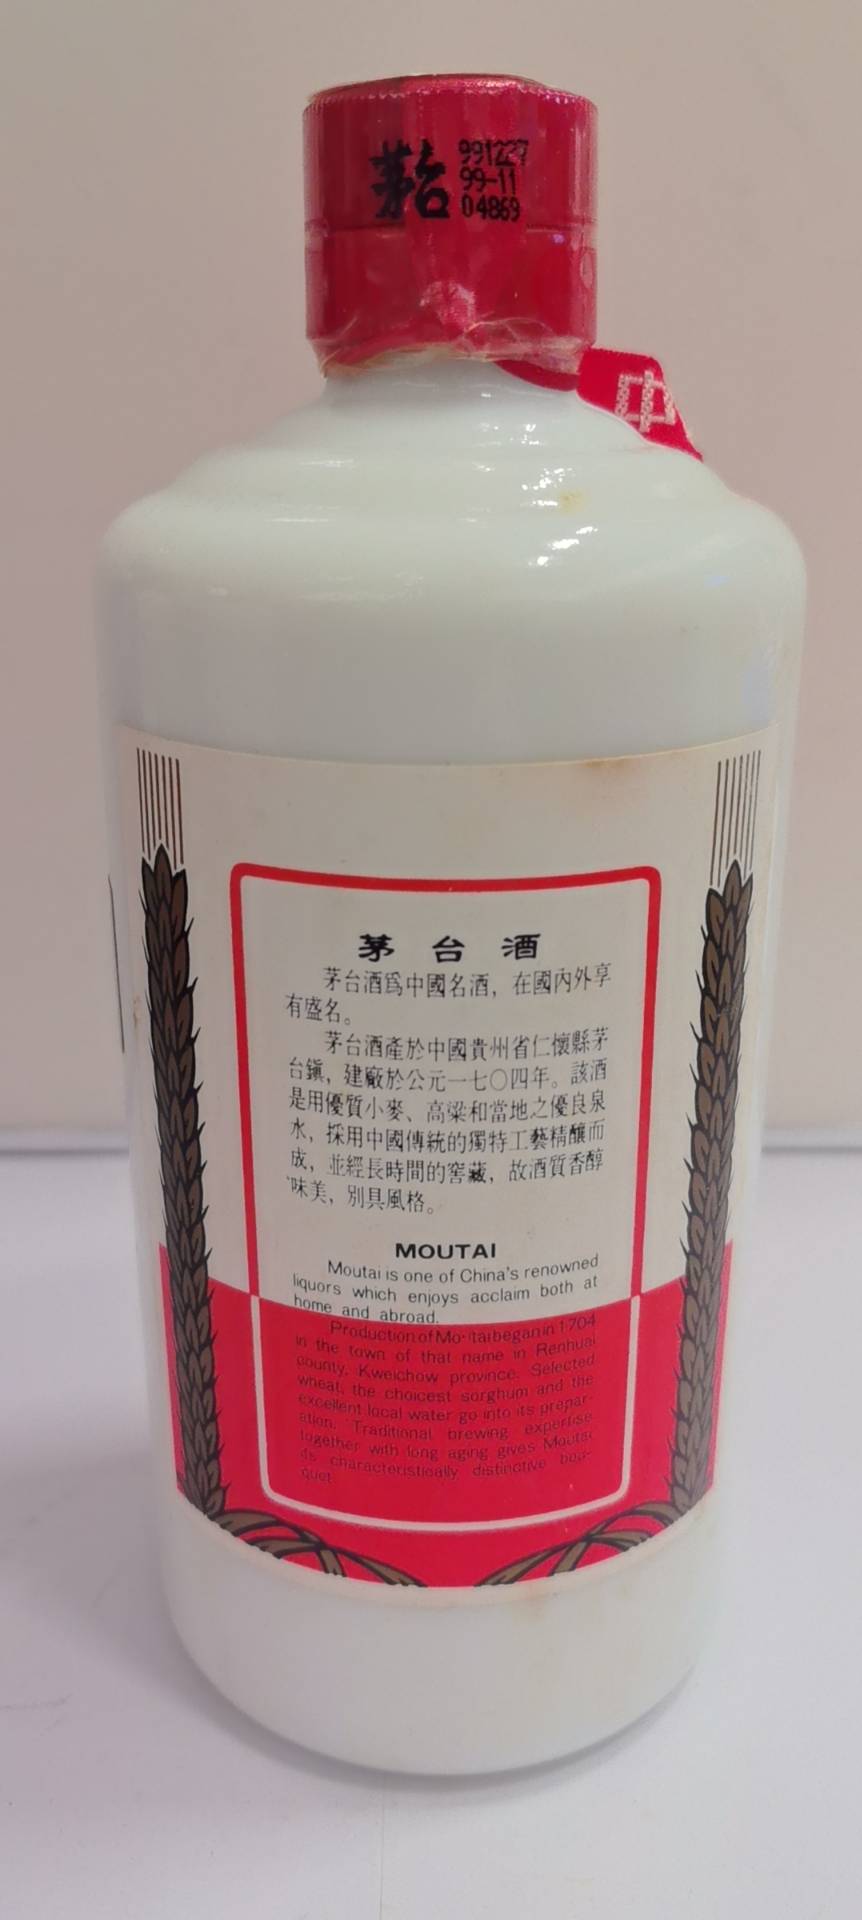 茅台
991227
99-11
04869
中
茅台酒
茅台酒爲中國名酒，在國內外享
有盛名。
茅台酒產於中國貴州省仁懷縣茅
台鎮，建廠於公元一七〇四年。該酒
是用優質小麥、高粱和當地之優良泉
水，採用中國傳統的獨特工藝精釀而
成，並經長時間的窖藏，故酒質香醇
味美，別具風格。
MOUTAI
Moutai is one of China's renowned
liquors which enjoys acclaim both at
home and abroad.
Production of Moutai began in 1704
in the town of that name in Renhuai
county, Kweichow province. Selected
wheat, the choicest sorghum and the
excellent local water go into its prepar-
ation. Traditional brewing expertise
together with long aging gives Moutai
its characteristically distinctive bou-
quet.